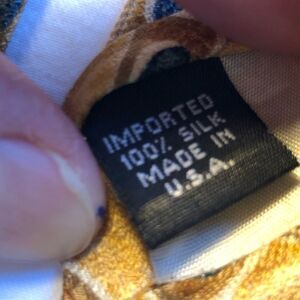 IMPORTED
100% SILK
MADE IN
U.S.A.